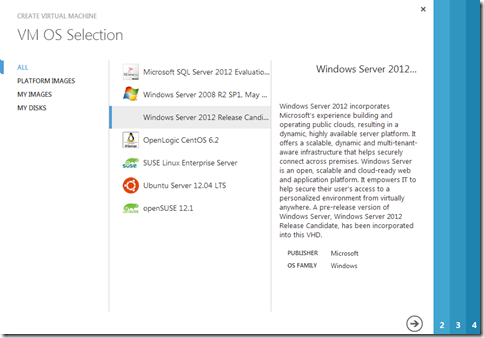 CREATE VIRTUAL MACHINE
VM OS Selection
ALL
PLATFORM IMAGES
MY IMAGES
MY DISKS
Microsoft SQL Server 2012 Evaluatio...
Windows Server 2008 R2 SP1, May ...
Windows Server 2012 Release Candi...
OpenLogic CentOS 6.2
SUSE Linux Enterprise Server
Ubuntu Server 12.04 LTS
openSUSE 12.1
Windows Server 2012...
Windows Server 2012 incorporates
Microsoft's experience building and
operating public clouds, resulting in a
dynamic, highly available server platform. It
offers a scalable, dynamic and multi-tenant-
aware infrastructure that helps securely
connect across premises. Windows Server
is an open, scalable and cloud-ready web
and application platform. It empowers IT to
help secure their user's access to a
personalized environment from virtually
anywhere. A pre-release version of
Windows Server, Windows Server 2012
Release Candidate, has been incorporated
into this VHD.
PUBLISHER Microsoft
OS FAMILY Windows
2 3 4